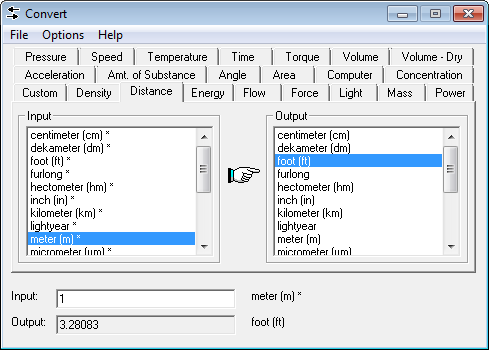 Convert
File Options Help
Pressure Speed Temperature Time Torque Volume Volume - Dry
Acceleration Amt. of Substance Angle Area Computer Concentration
Custom Density Distance Energy Flow Force Light Mass Power
Input
centimeter (cm) *
dekameter (dm) *
foot (ft) *
furlong *
hectometer (hm) *
inch (in) *
kilometer (km) *
lightyear *
meter (m) *
micrometer (µm) *
Output
centimeter (cm)
dekameter (dm)
foot (ft)
furlong
hectometer (hm)
inch (in)
kilometer (km)
lightyear
meter (m)
micrometer (µm)
Input: 1 meter (m) *
Output: 3.28083 foot (ft)